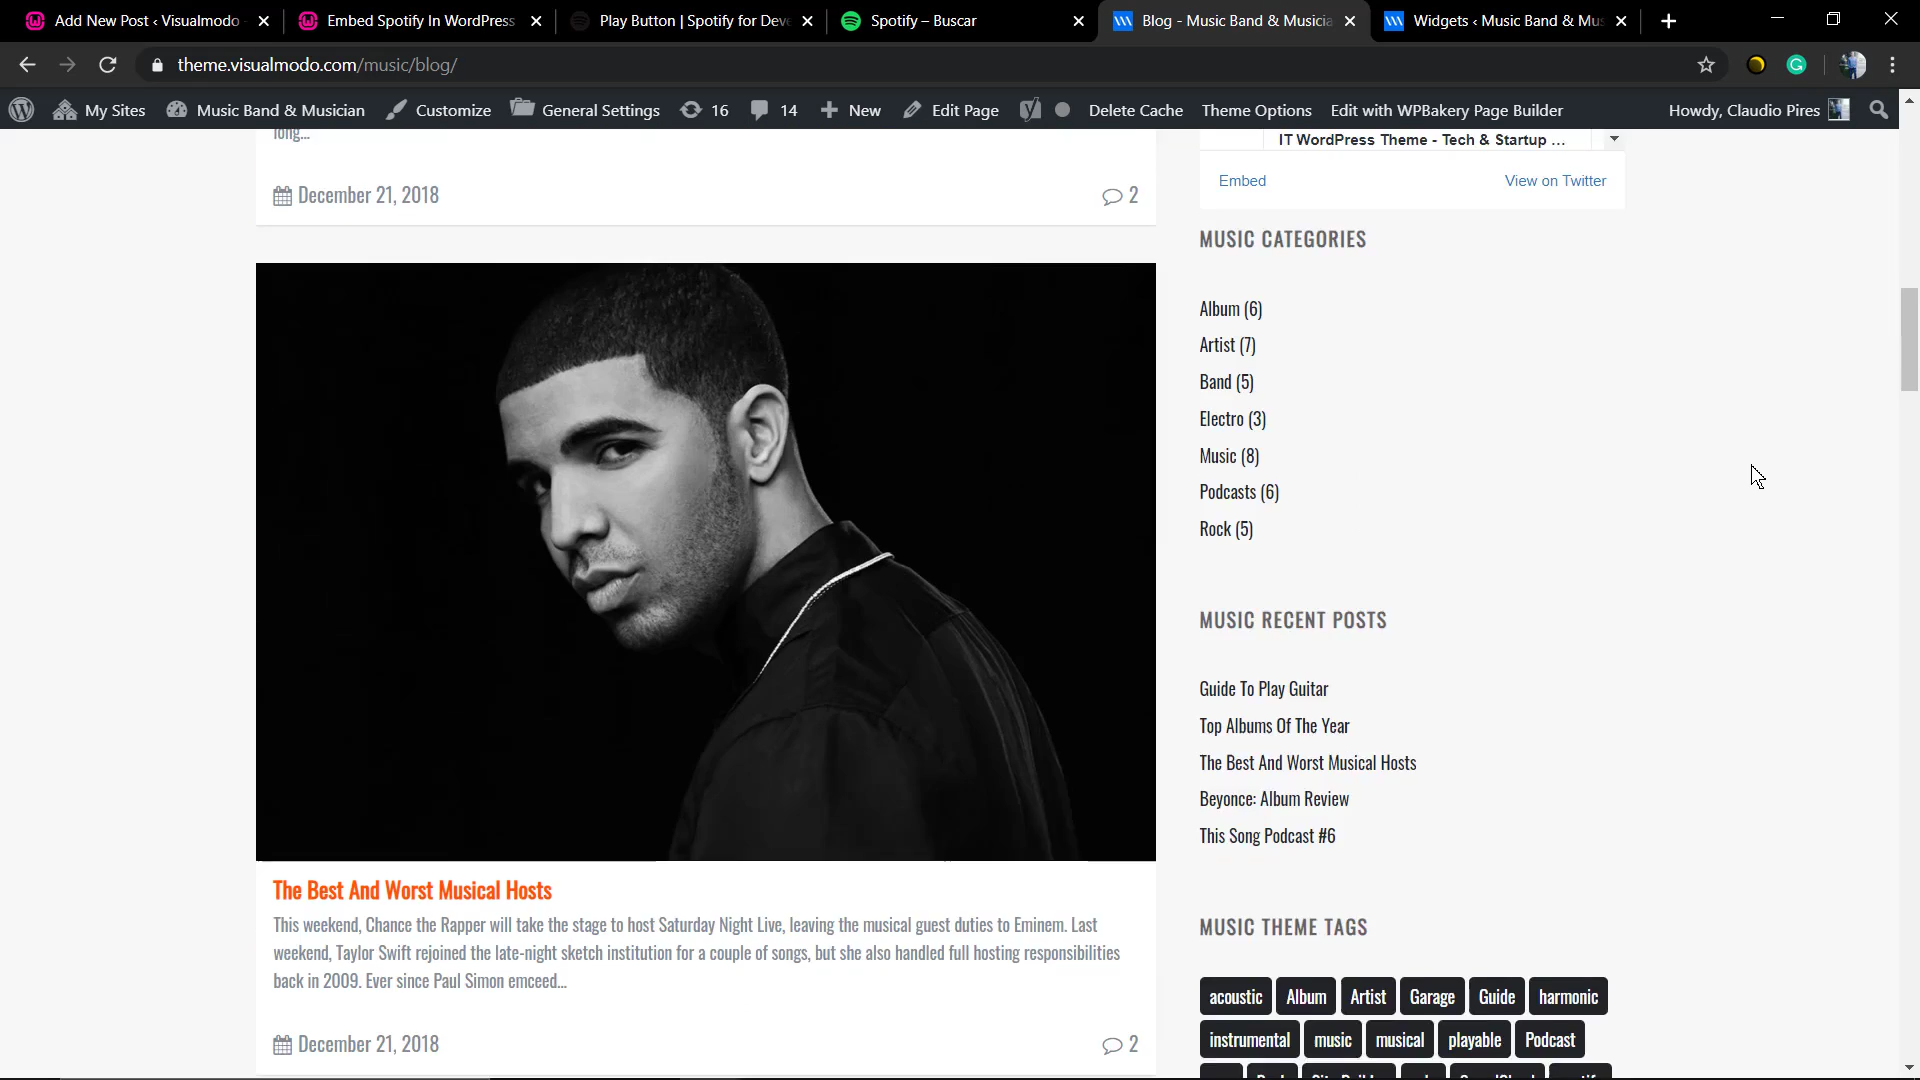 Add New Post ‹ Visualmodo
Embed Spotify In WordPress
Play Button | Spotify for Deve
Spotify – Buscar
Blog - Music Band & Musicia
Widgets ‹ Music Band & Mus
theme.visualmodo.com/music/blog/
My Sites
Music Band & Musician
Customize
General Settings
16
14
New
Edit Page
Delete Cache
Theme Options
Edit with WPBakery Page Builder
Howdy, Claudio Pires
long...
December 21, 2018
2
The Best And Worst Musical Hosts
This weekend, Chance the Rapper will take the stage to host Saturday Night Live, leaving the musical guest duties to Eminem. Last
weekend, Taylor Swift rejoined the late-night sketch institution for a couple of songs, but she also handled full hosting responsibilities
back in 2009. Ever since Paul Simon emceed...
December 21, 2018
2
IT WordPress Theme - Tech & Startup ...
Embed
View on Twitter
MUSIC CATEGORIES
Album (6)
Artist (7)
Band (5)
Electro (3)
Music (8)
Podcasts (6)
Rock (5)
MUSIC RECENT POSTS
Guide To Play Guitar
Top Albums Of The Year
The Best And Worst Musical Hosts
Beyonce: Album Review
This Song Podcast #6
MUSIC THEME TAGS
acoustic Album Artist Garage Guide harmonic
instrumental music musical playable Podcast